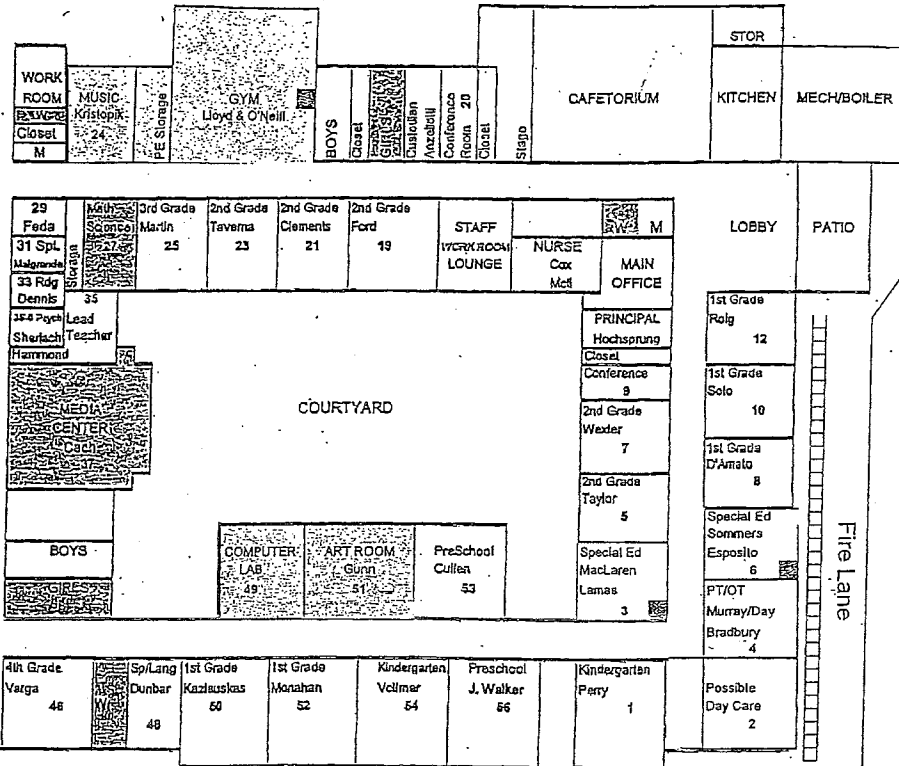 STOR
WORK
ROOM
Closet
M
MUSIC
Kristopik
24
PE Storage
GYM
Lloyd & O'Neill
BOYS
Closet
Custodian
Anzellotti
Conference
Room 20
Closet
Stage
CAFETORIUM
KITCHEN
MECH/BOILER
29
Feda
31 SpL
33 Rdg
Dennis
Sherlach
Hammond
Storage
Math
Science
27
35
Lead
Teacher
3rd Grade
Martin
25
2nd Grade
Taverna
23
2nd Grade
Clements
21
2nd Grade
Ford
19
STAFF
WORK ROOM
LOUNGE
NURSE
Cox
W
M
MAIN
OFFICE
LOBBY
PATIO
PRINCIPAL
Hochsprung
Closet
Conference
9
2nd Grade
Wexler
7
2nd Grade
Taylor
5
Special Ed
MacLaren
Lamas
3
1st Grade
Roig
12
1st Grade
Soto
10
1st Grade
D'Amato
8
Special Ed
Sommers
Esposito
6
PT/OT
Murray/Day
Bradbury
4
Possible
Day Care
2
Fire Lane
COURTYARD
MEDIA
CENTER
37
BOYS
COMPUTER
LAB
49
ART ROOM
Gunn
51
PreSchool
Cullen
53
4th Grade
Varga
46
Sp/Lang
Dunbar
48
1st Grade
Kazlauskas
50
1st Grade
Monahan
52
Kindergarten
Vollmer
54
Preschool
J. Walker
56
Kindergarten
Perry
1